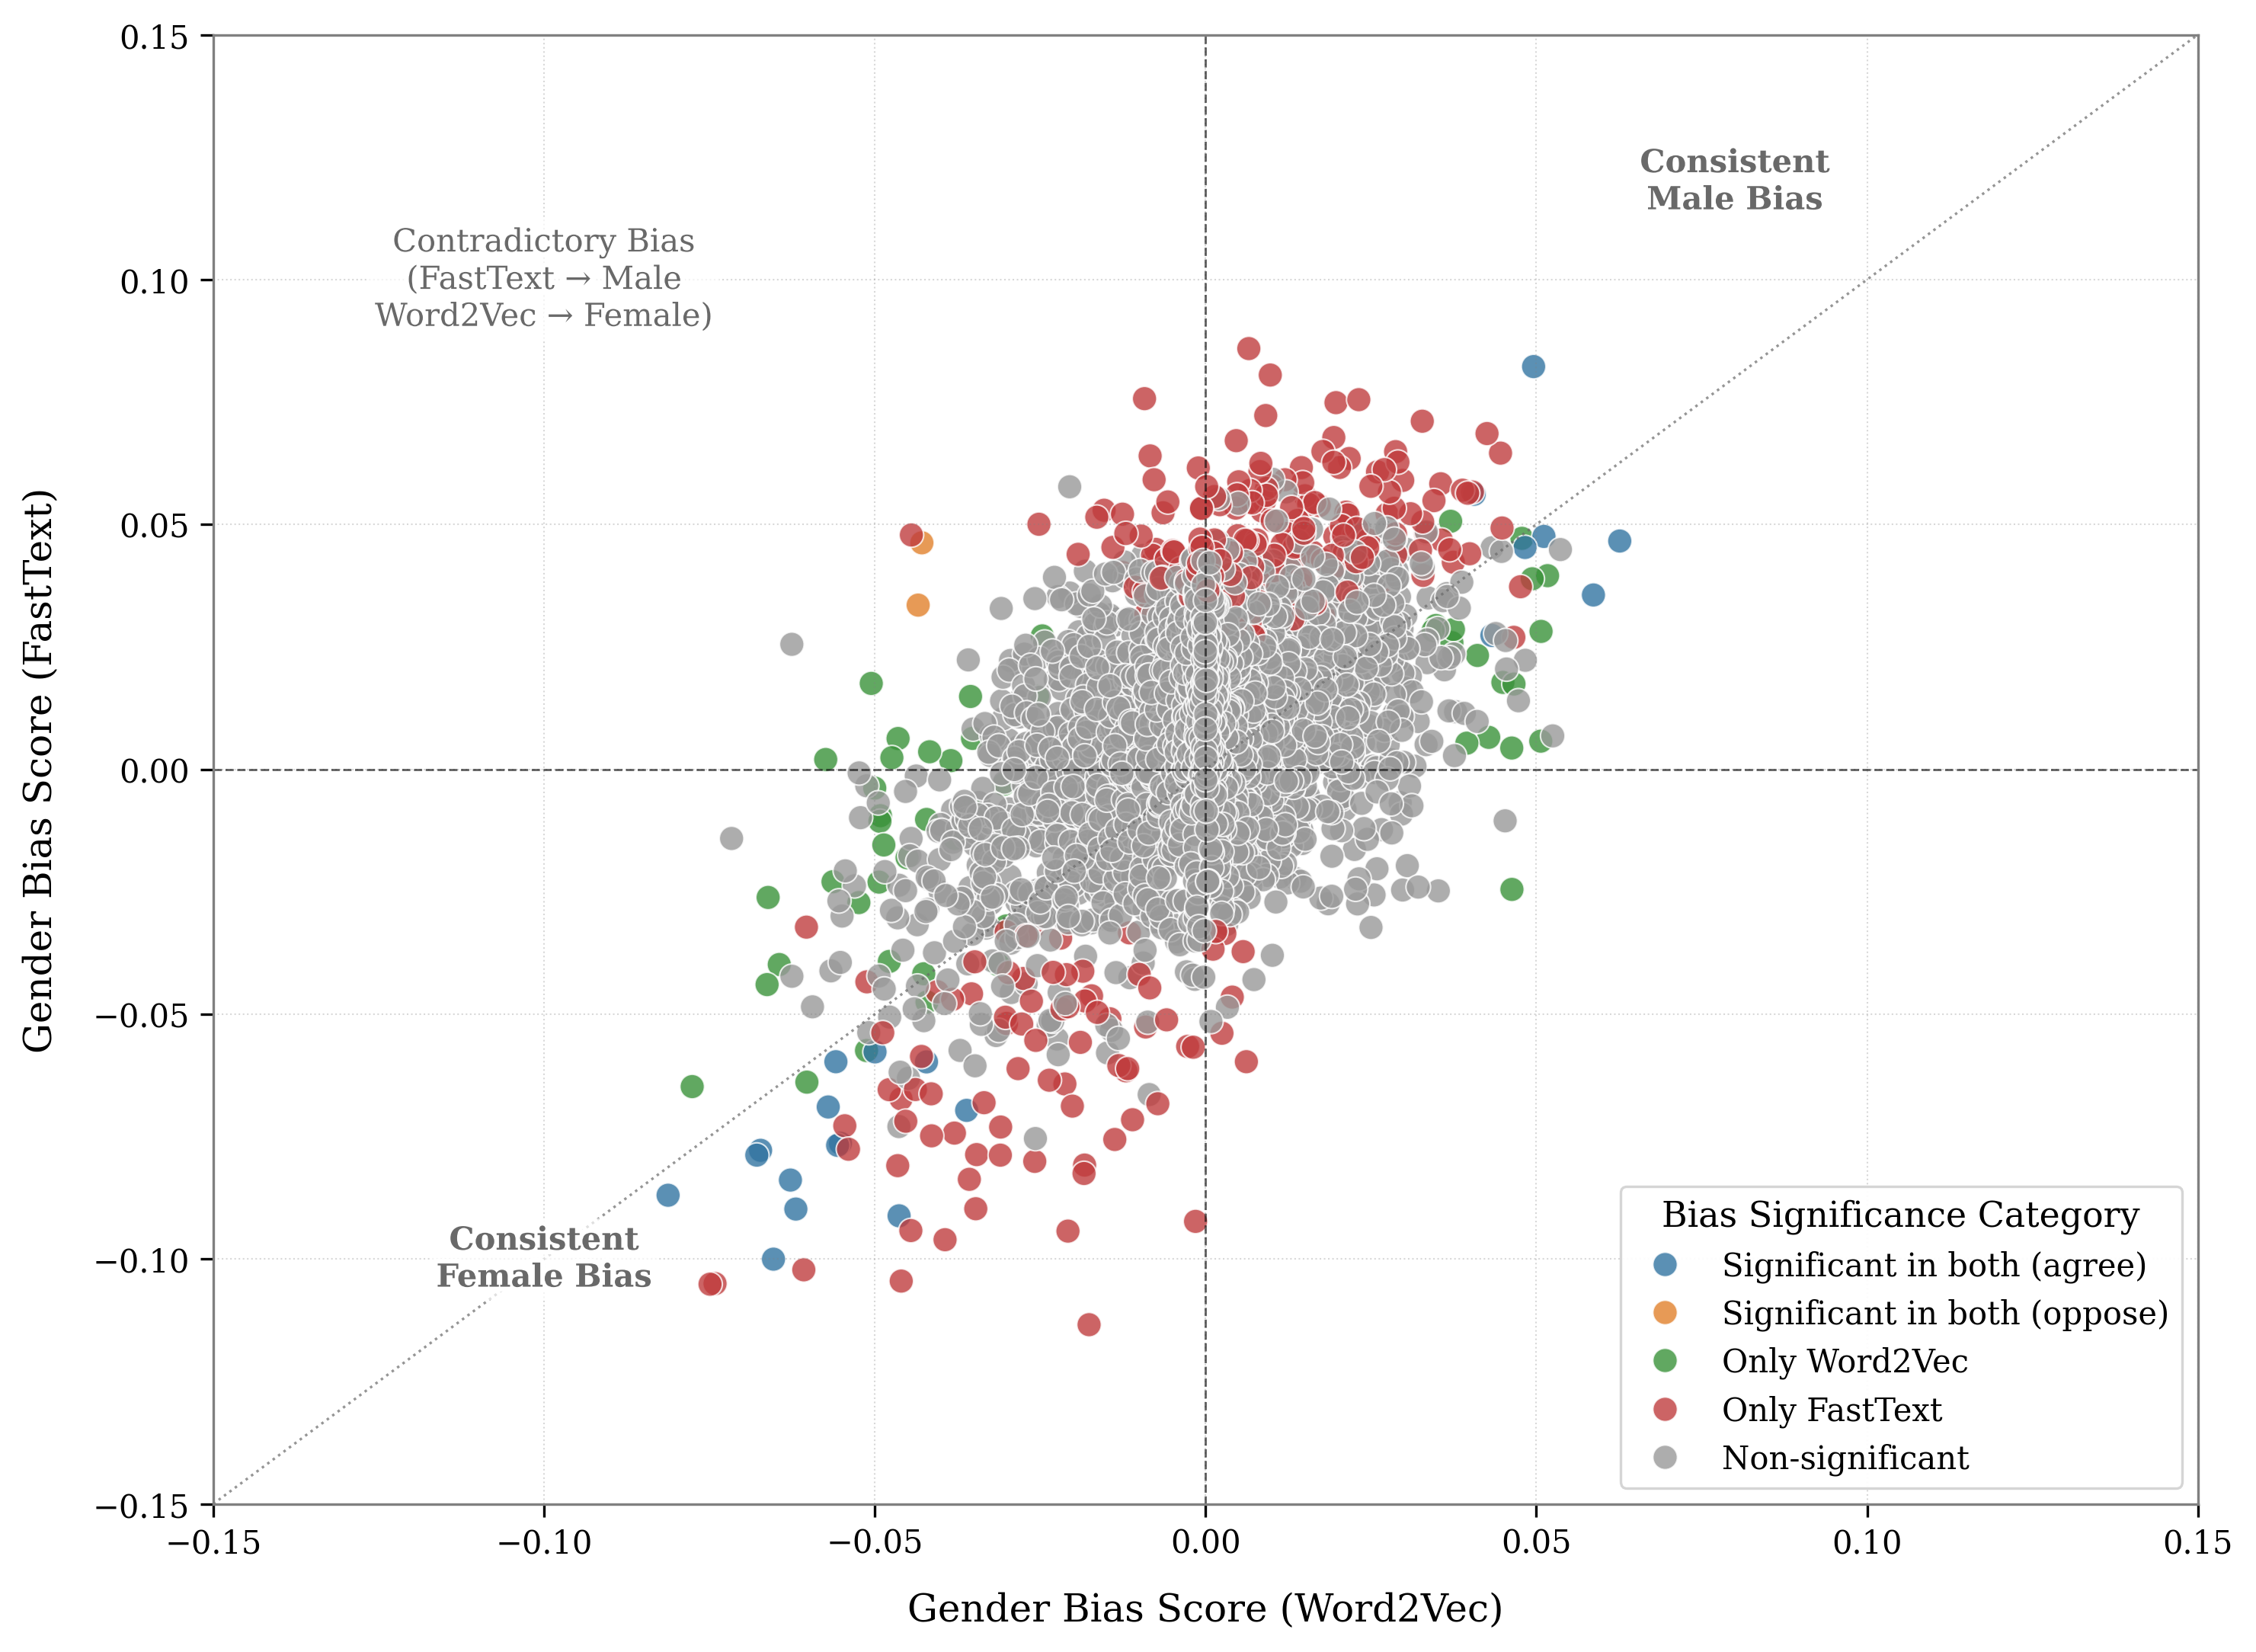 Gender Bias Score (FastText)
0.15
0.10
0.05
0.00
−0.05
−0.10
−0.15
Consistent
Male Bias
Contradictory Bias
(FastText → Male
Word2Vec → Female)
Consistent
Female Bias
Bias Significance Category
Significant in both (agree)
Significant in both (oppose)
Only Word2Vec
Only FastText
Non-significant
−0.15
−0.10
−0.05
0.00
0.05
0.10
0.15
Gender Bias Score (Word2Vec)